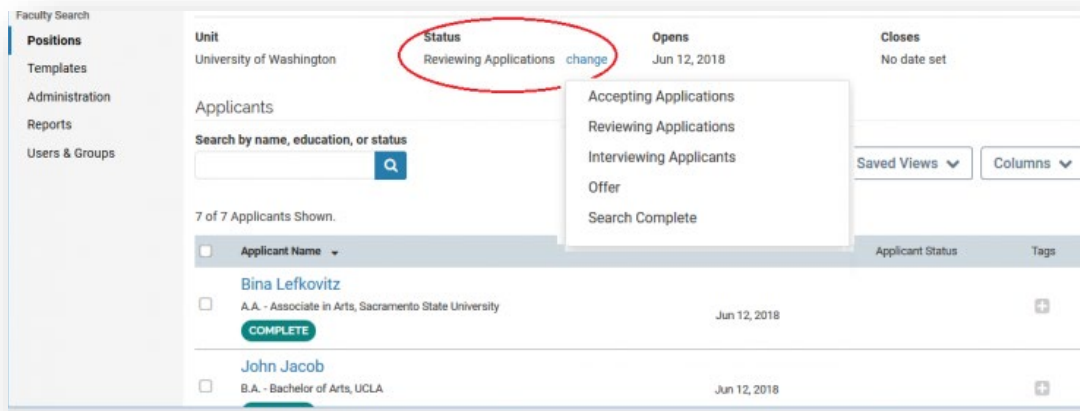 Faculty Search
Positions
Templates
Administration
Reports
Users & Groups
Unit
University of Washington
Status
Reviewing Applications change
Opens
Jun 12, 2018
Closes
No date set
Accepting Applications
Reviewing Applications
Interviewing Applicants
Offer
Search Complete
Applicants
Search by name, education, or status
Saved Views
Columns
7 of 7 Applicants Shown.
Applicant Name
Applicant Status
Tags
Bina Lefkovitz
A.A. - Associate in Arts, Sacramento State University
COMPLETE
Jun 12, 2018
John Jacob
B.A. - Bachelor of Arts, UCLA
Jun 12, 2018